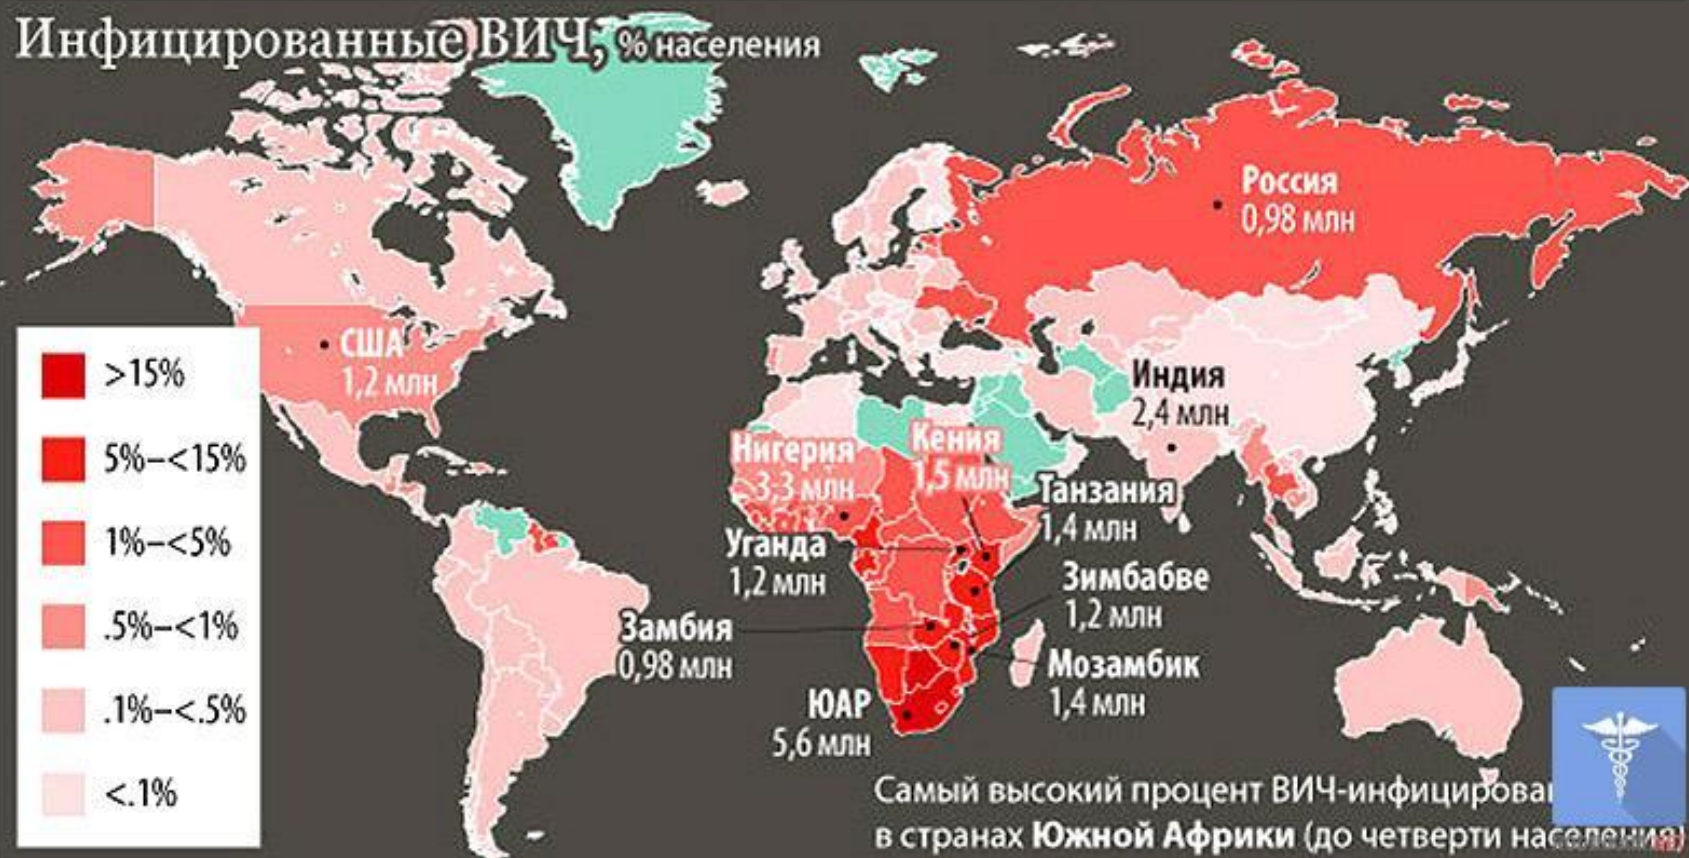 Инфицированные ВИЧ, % населения
Россия
0,98 млн
США
1,2 млн
>15%
5%–<15%
1%–<5%
.5%–<1%
.1%–<.5%
<.1%
Индия
2,4 млн
Нигерия
3,3 млн
Кения
1,5 млн
Танзания
1,4 млн
Уганда
1,2 млн
Зимбабве
1,2 млн
Замбия
0,98 млн
Мозамбик
1,4 млн
ЮАР
5,6 млн
Самый высокий процент
в странах Южной Африки (до четверти населения)